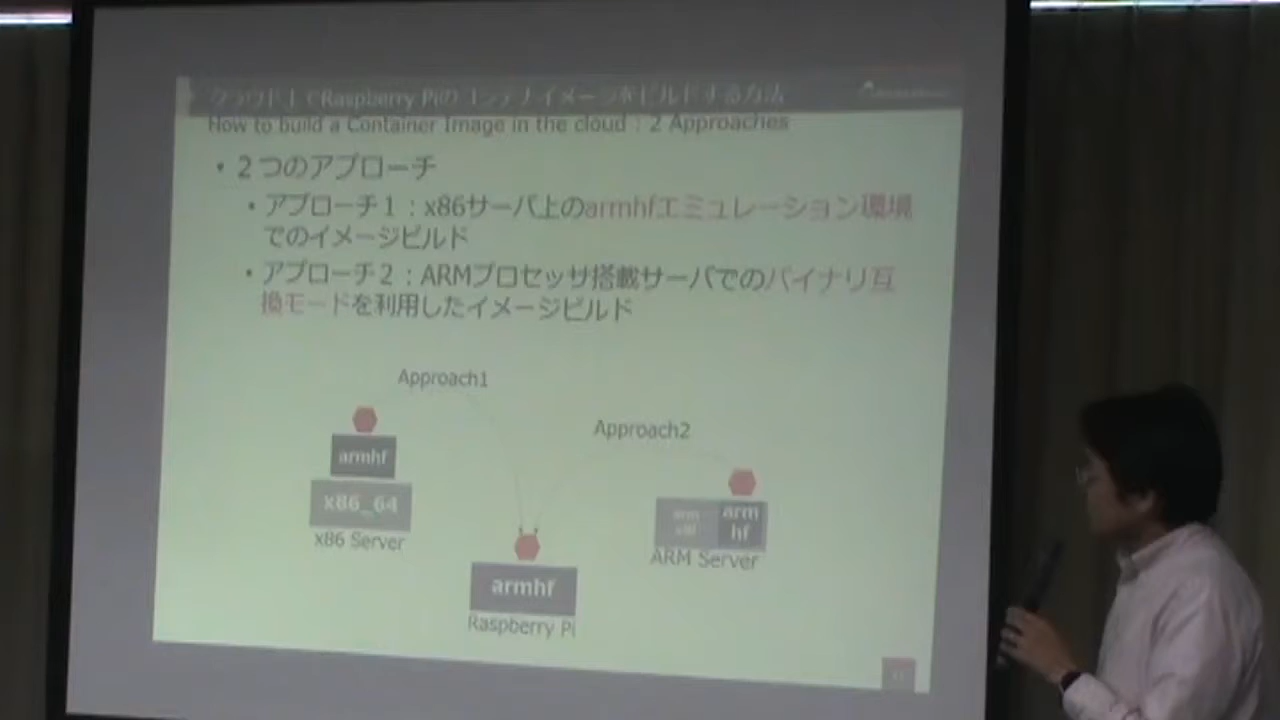 クラウド上でRaspberry Piのコンテナイメージをビルドする方法
How to build a Container Image in the cloud : 2 Approaches
• 2つのアプローチ
• アプローチ1：x86サーバ上のarmhfエミュレーション環境
でのイメージビルド
• アプローチ2：ARMプロセッサ搭載サーバでのバイナリ互
換モードを利用したイメージビルド
Approach1
Approach2
armhf
x86_64
x86 Server
arm
hf
ARM Server
armhf
Raspberry Pi